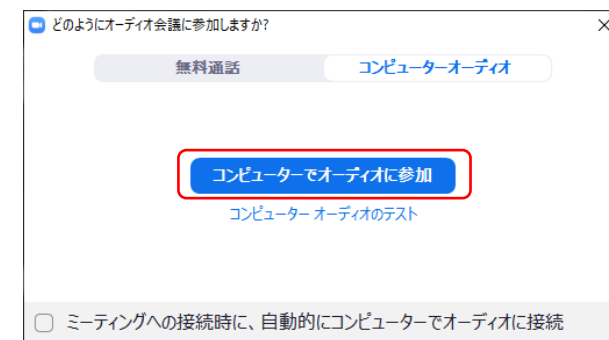 どのようにオーディオ会議に参加しますか?
無料通話 コンピューターオーディオ
コンピューターでオーディオに参加
コンピューター オーディオのテスト
ミーティングへの接続時に、自動的にコンピューターでオーディオに接続